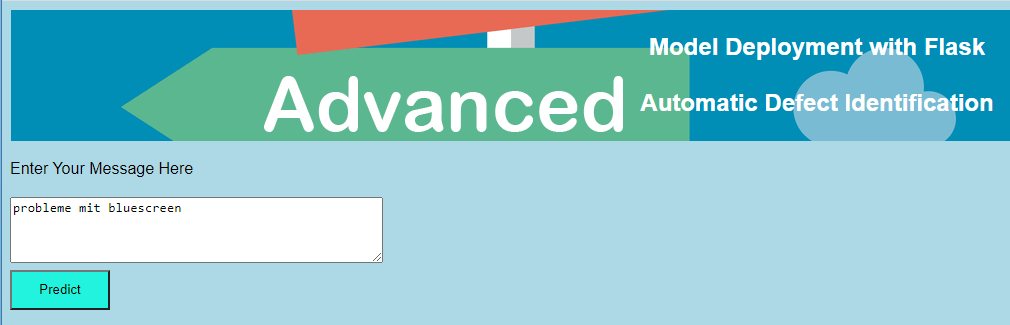 Advanced
Model Deployment with Flask
Automatic Defect Identification
Enter Your Message Here
probleme mit bluescreen
Predict